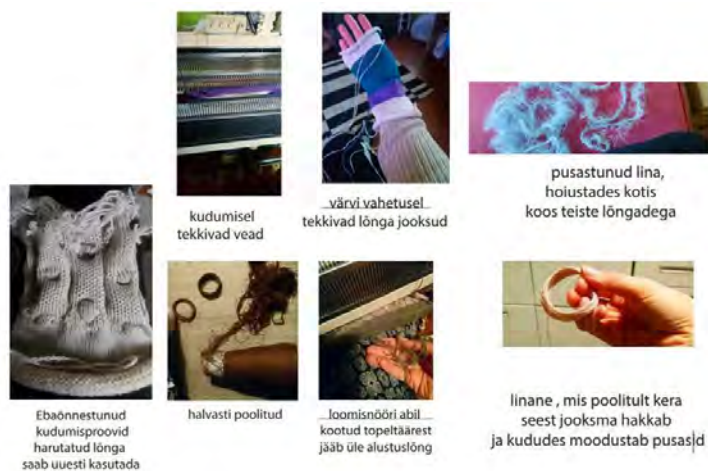 kudumisel
tekkivad vead
värvi vahetusel
tekkivad lõnga jooksud
pusastunud lina,
hoiustades kotis
koos teiste lõngadega
Ebaõnnestunud
kudumisproovid
harutatud lõnga
saab uuesti kasutada
halvasti poolitud
loomisnööri abil
kootud topeltäärest
jääb üle alustuslõng
linane , mis poolitult kera
seest jooksma hakkab
ja kududes moodustab pusasid